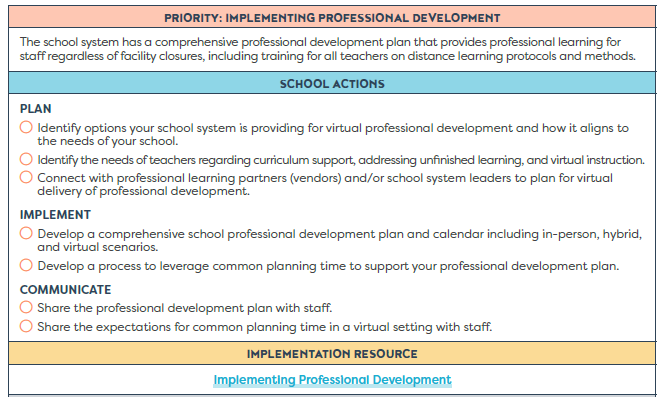 PRIORITY: IMPLEMENTING PROFESSIONAL DEVELOPMENT
The school system has a comprehensive professional development plan that provides professional learning for
staff regardless of facility closures, including training for all teachers on distance learning protocols and methods.
SCHOOL ACTIONS
PLAN
Identify options your school system is providing for virtual professional development and how it aligns to
the needs of your school.
Identify the needs of teachers regarding curriculum support, addressing unfinished learning, and virtual instruction.
Connect with professional learning partners (vendors) and/or school system leaders to plan for virtual
delivery of professional development.
IMPLEMENT
Develop a comprehensive school professional development plan and calendar including in-person, hybrid,
and virtual scenarios.
Develop a process to leverage common planning time to support your professional development plan.
COMMUNICATE
Share the professional development plan with staff.
Share the expectations for common planning time in a virtual setting with staff.
IMPLEMENTATION RESOURCE
Implementing Professional Development